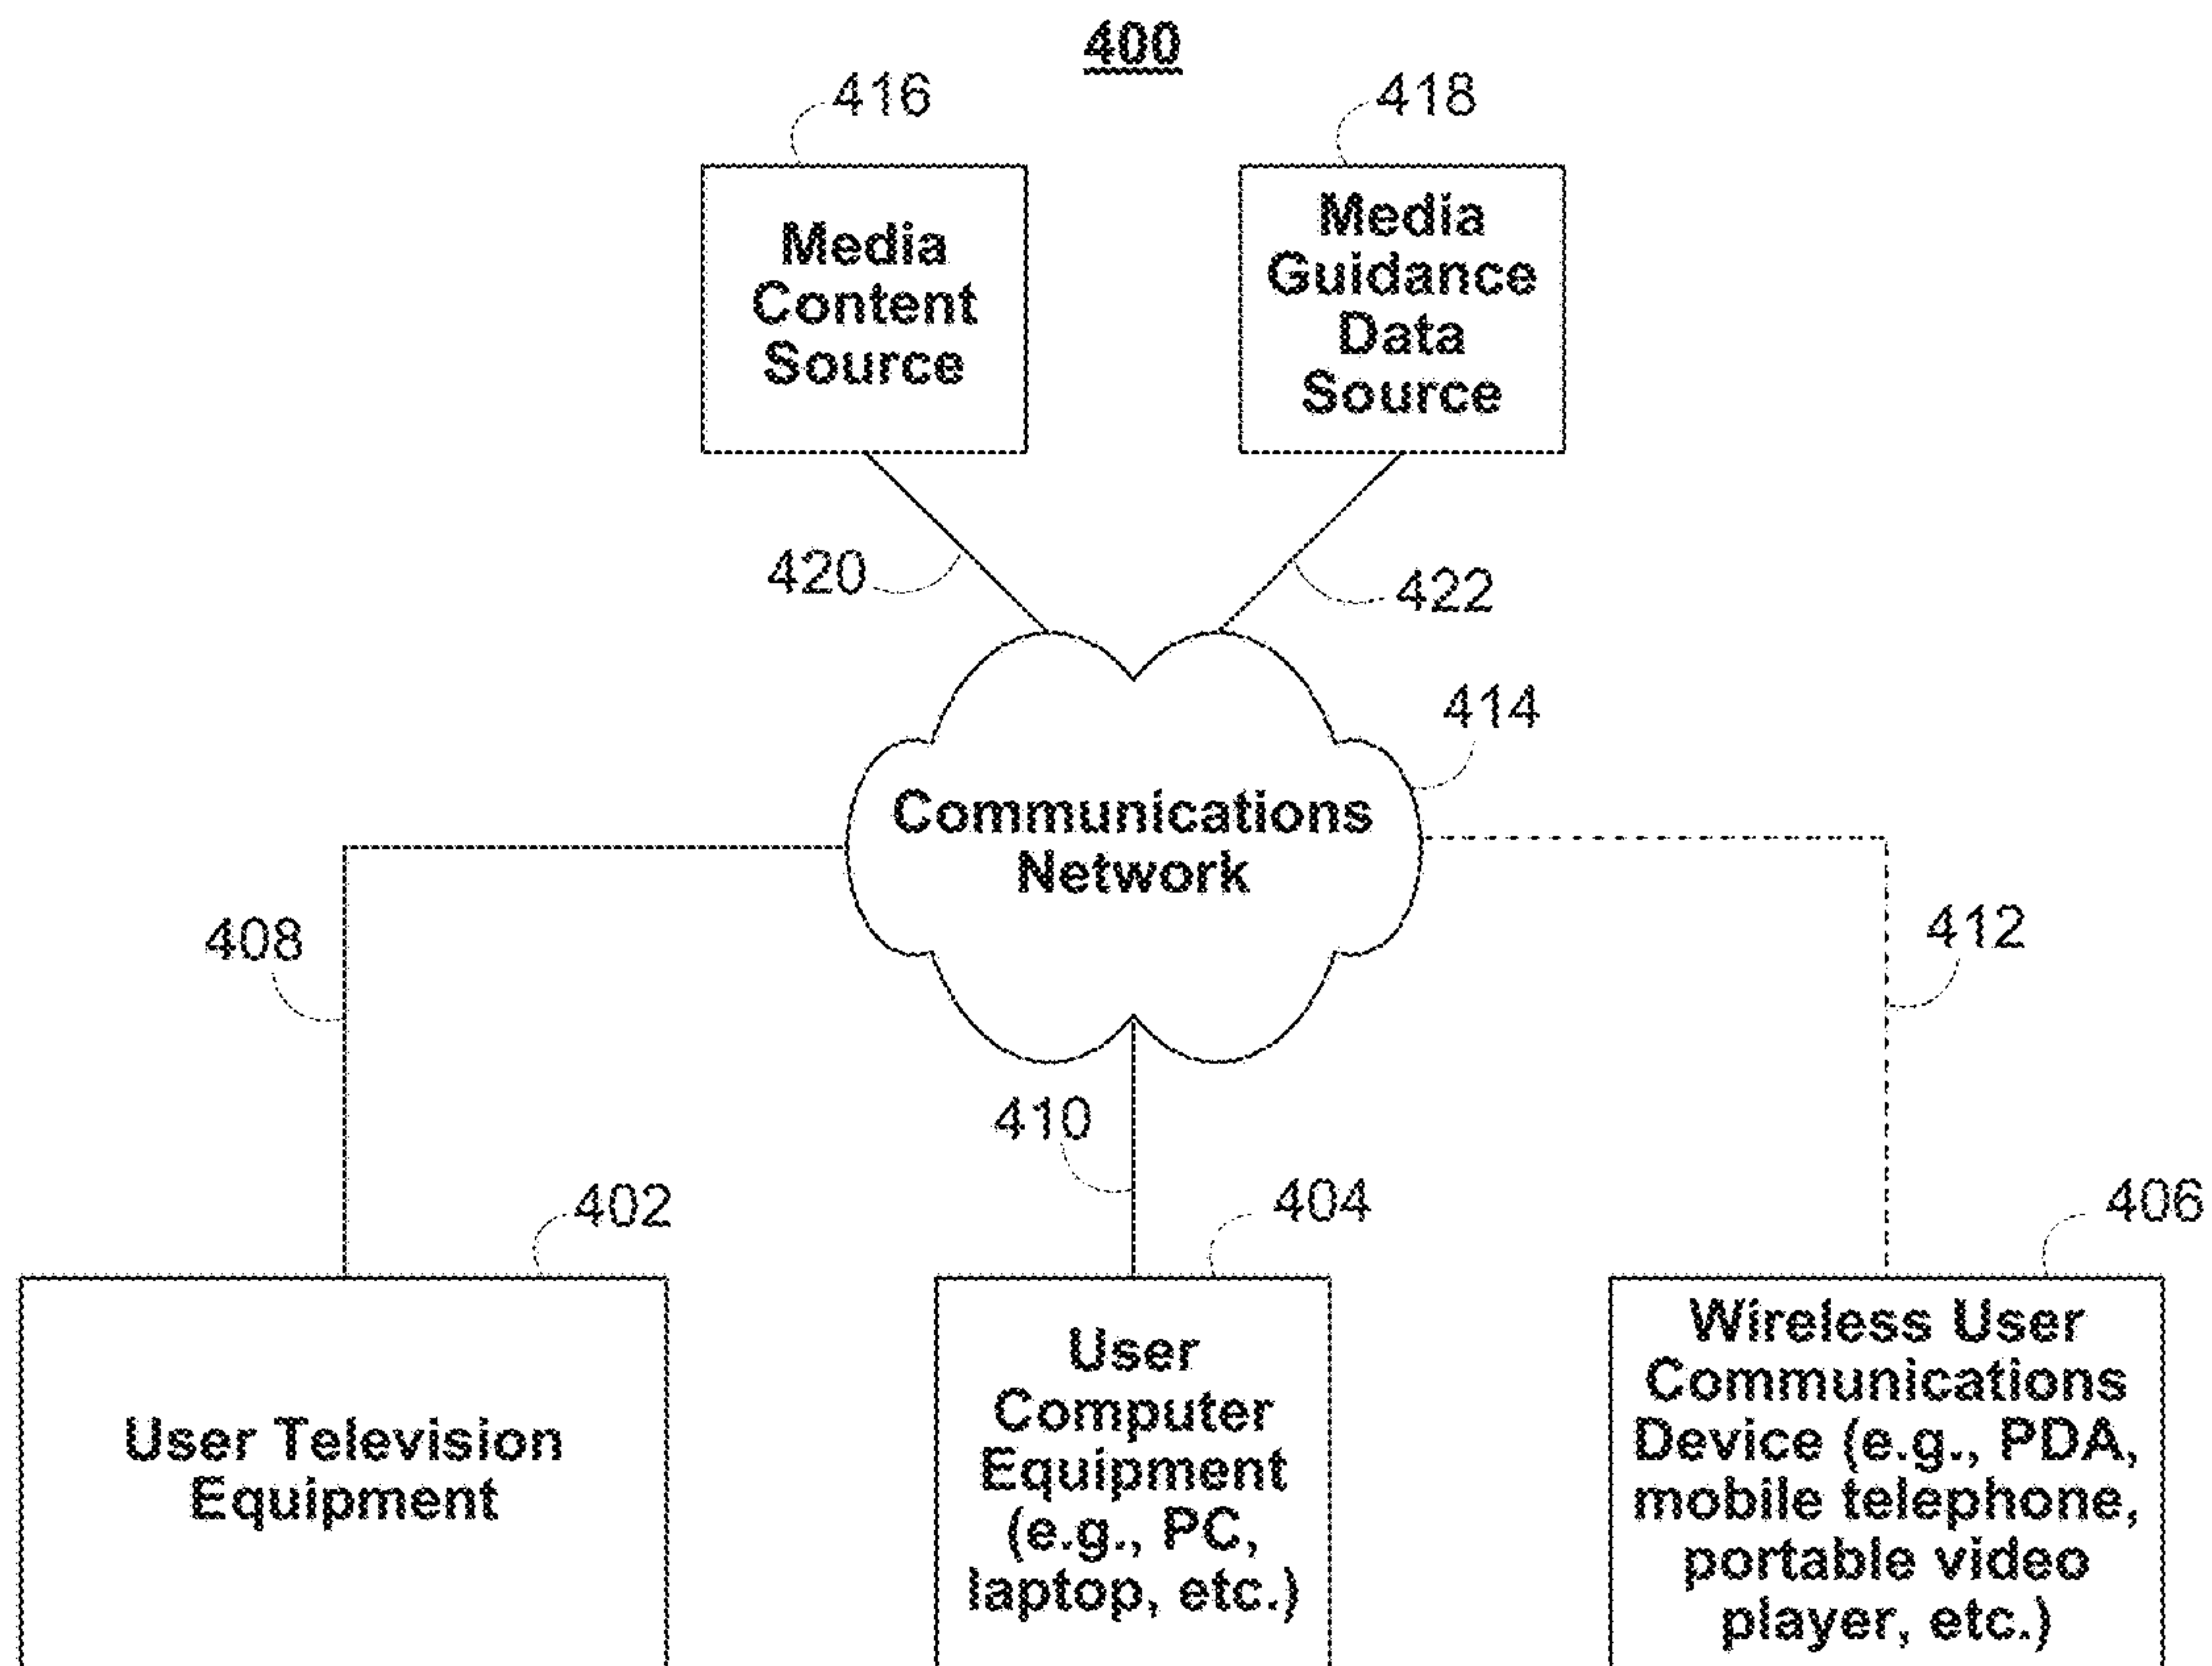 400
416
418
Media
Content
Source
Media
Guidance
Data
Source
420
422
414
Communications
Network
408
412
410
402
404
406
User Television
Equipment
User
Computer
Equipment
(e.g., PC,
laptop, etc.)
Wireless User
Communications
Device (e.g., PDA,
mobile telephone,
portable video
player, etc.)